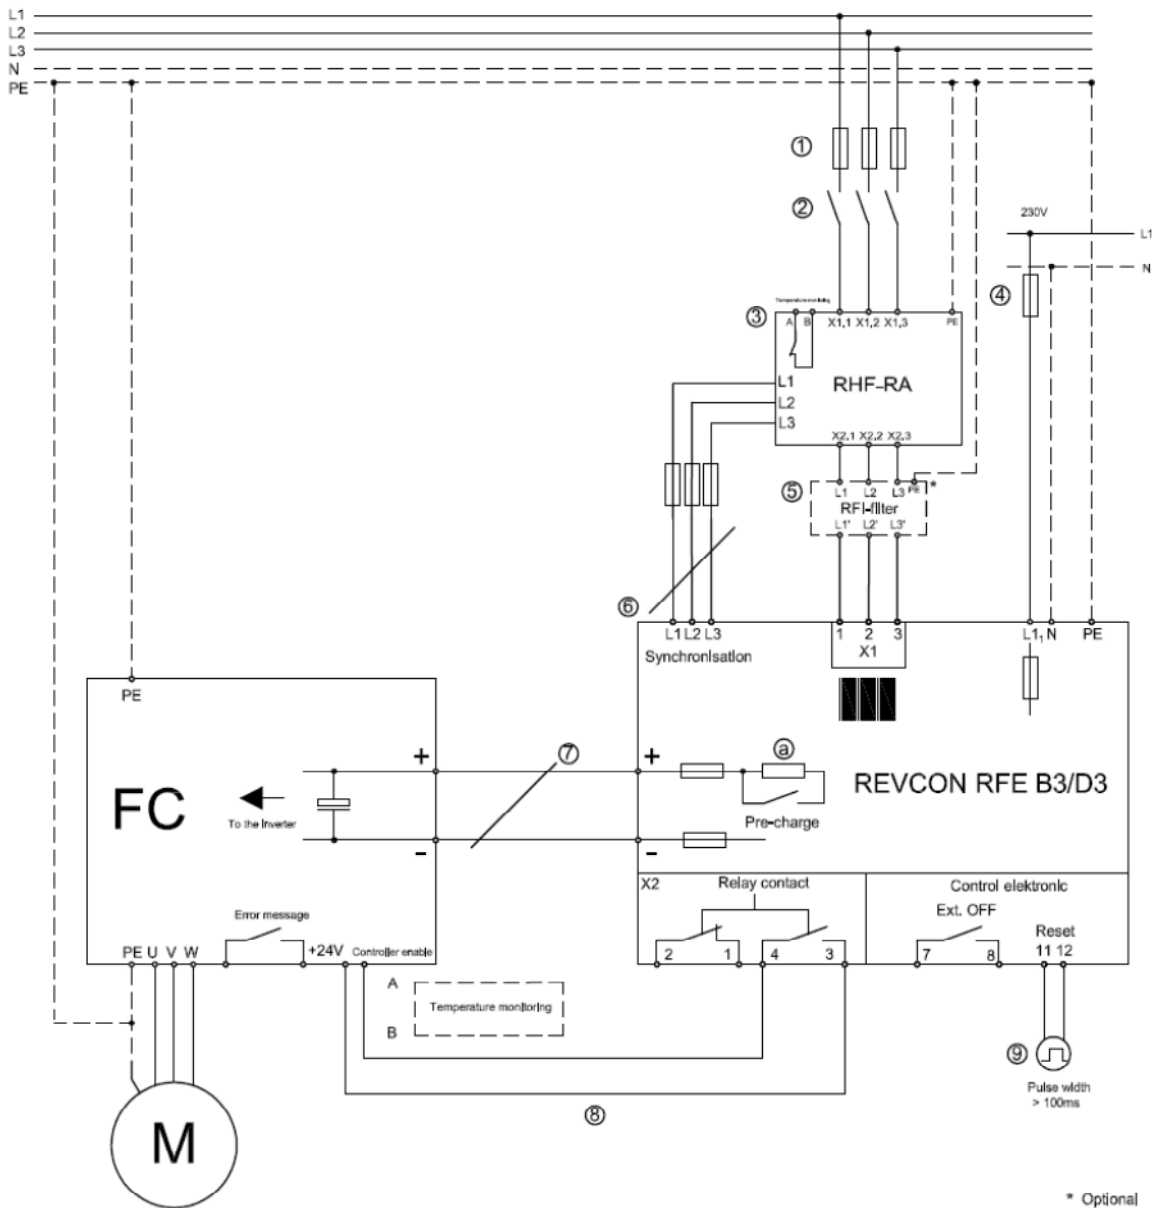 L1
L2
L3
N
PE
①
②
230V
L1
N
④
Temperature monitoring
③
A B X1,1 X1,2 X1,3 PE
RHF-RA
L1
L2
L3
X2,1 X2,2 X2,3
⑤
L1 L2 L3 PE *
RFI-filter
L1' L2' L3'
⑥
L1 L2 L3
Synchronisation
1 2 3
X1
L1₁ N PE
PE
FC
To the Inverter
+
-
⑦
+
-
ⓐ
Pre-charge
REVCON RFE B3/D3
X2
Relay contact
2 1 4 3
Control elektronic
Ext. OFF
7 8
Reset
11 12
Error message
PE U V W
+24V Controller enable
A
Temperature monitoring
B
⑧
⑨
Pulse width
> 100ms
M
* Optional